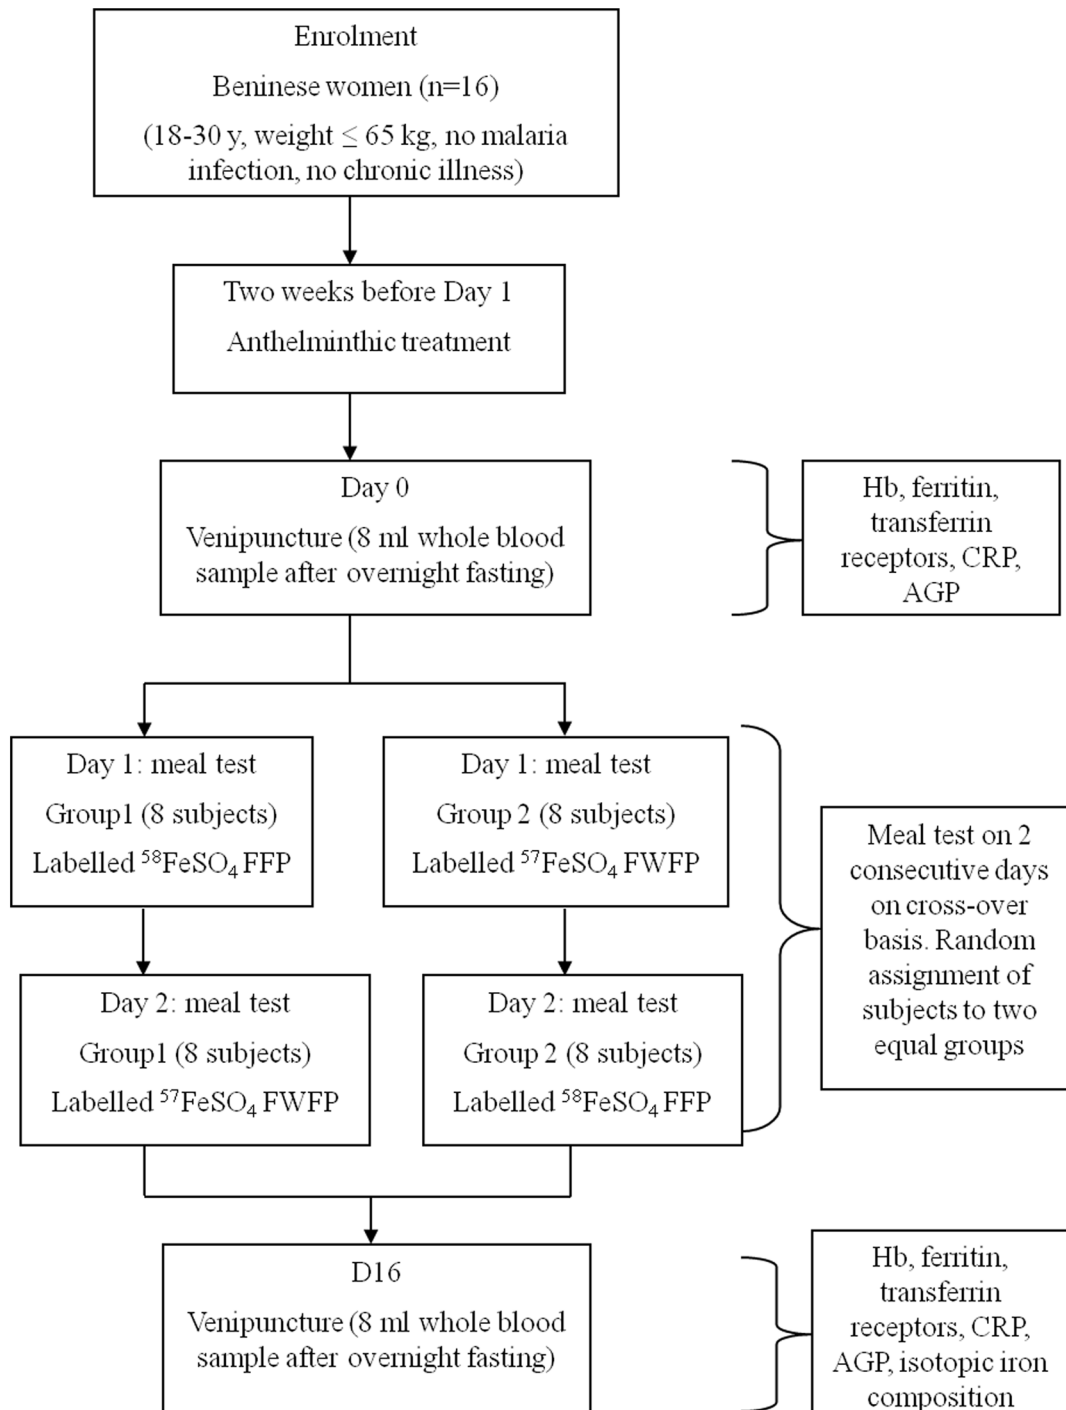 Enrolment
Beninese women (n=16)
(18-30 y, weight ≤ 65 kg, no malaria
infection, no chronic illness)
Two weeks before Day 1
Anthelminthic treatment
Day 0
Venipuncture (8 ml whole blood
sample after overnight fasting)
Hb, ferritin,
transferrin
receptors, CRP,
AGP
Day 1: meal test
Group1 (8 subjects)
Labelled ⁵⁸FeSO₄ FFP
Day 1: meal test
Group 2 (8 subjects)
Labelled ⁵⁷FeSO₄ FWFP
Meal test on 2
consecutive days
on cross-over
basis. Random
assignment of
subjects to two
equal groups
Day 2: meal test
Group1 (8 subjects)
Labelled ⁵⁷FeSO₄ FWFP
Day 2: meal test
Group 2 (8 subjects)
Labelled ⁵⁸FeSO₄ FFP
D16
Venipuncture (8 ml whole blood
sample after overnight fasting)
Hb, ferritin,
transferrin
receptors, CRP,
AGP, isotopic iron
composition